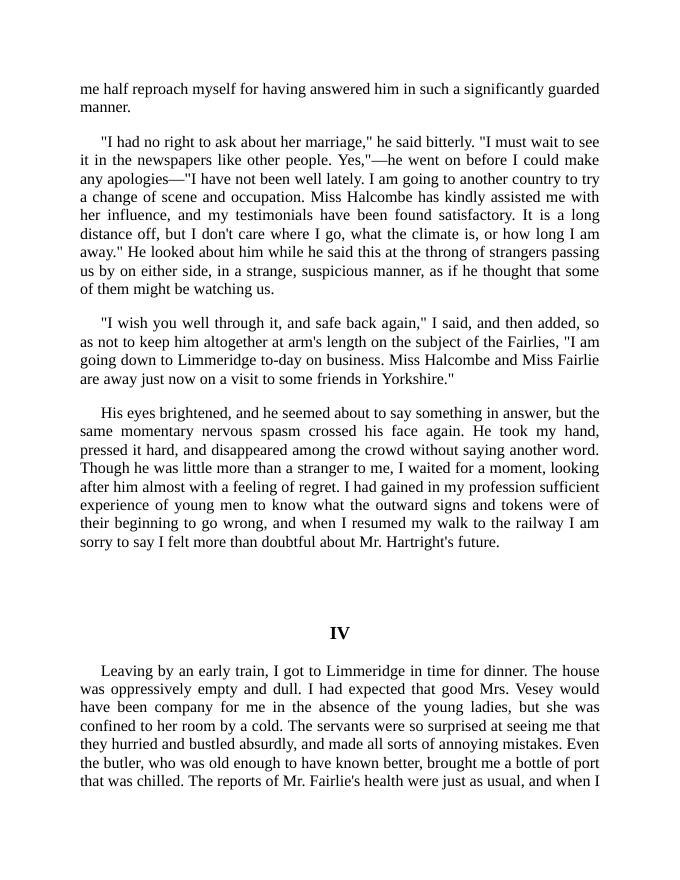 me half reproach myself for having answered him in such a significantly guarded
manner.
"I had no right to ask about her marriage," he said bitterly. "I must wait to see
it in the newspapers like other people. Yes,"—he went on before I could make
any apologies—"I have not been well lately. I am going to another country to try
a change of scene and occupation. Miss Halcombe has kindly assisted me with
her influence, and my testimonials have been found satisfactory. It is a long
distance off, but I don't care where I go, what the climate is, or how long I am
away." He looked about him while he said this at the throng of strangers passing
us by on either side, in a strange, suspicious manner, as if he thought that some
of them might be watching us.
"I wish you well through it, and safe back again," I said, and then added, so
as not to keep him altogether at arm's length on the subject of the Fairlies, "I am
going down to Limmeridge to-day on business. Miss Halcombe and Miss Fairlie
are away just now on a visit to some friends in Yorkshire."
His eyes brightened, and he seemed about to say something in answer, but the
same momentary nervous spasm crossed his face again. He took my hand,
pressed it hard, and disappeared among the crowd without saying another word.
Though he was little more than a stranger to me, I waited for a moment, looking
after him almost with a feeling of regret. I had gained in my profession sufficient
experience of young men to know what the outward signs and tokens were of
their beginning to go wrong, and when I resumed my walk to the railway I am
sorry to say I felt more than doubtful about Mr. Hartright's future.
IV
Leaving by an early train, I got to Limmeridge in time for dinner. The house
was oppressively empty and dull. I had expected that good Mrs. Vesey would
have been company for me in the absence of the young ladies, but she was
confined to her room by a cold. The servants were so surprised at seeing me that
they hurried and bustled absurdly, and made all sorts of annoying mistakes. Even
the butler, who was old enough to have known better, brought me a bottle of port
that was chilled. The reports of Mr. Fairlie's health were just as usual, and when I